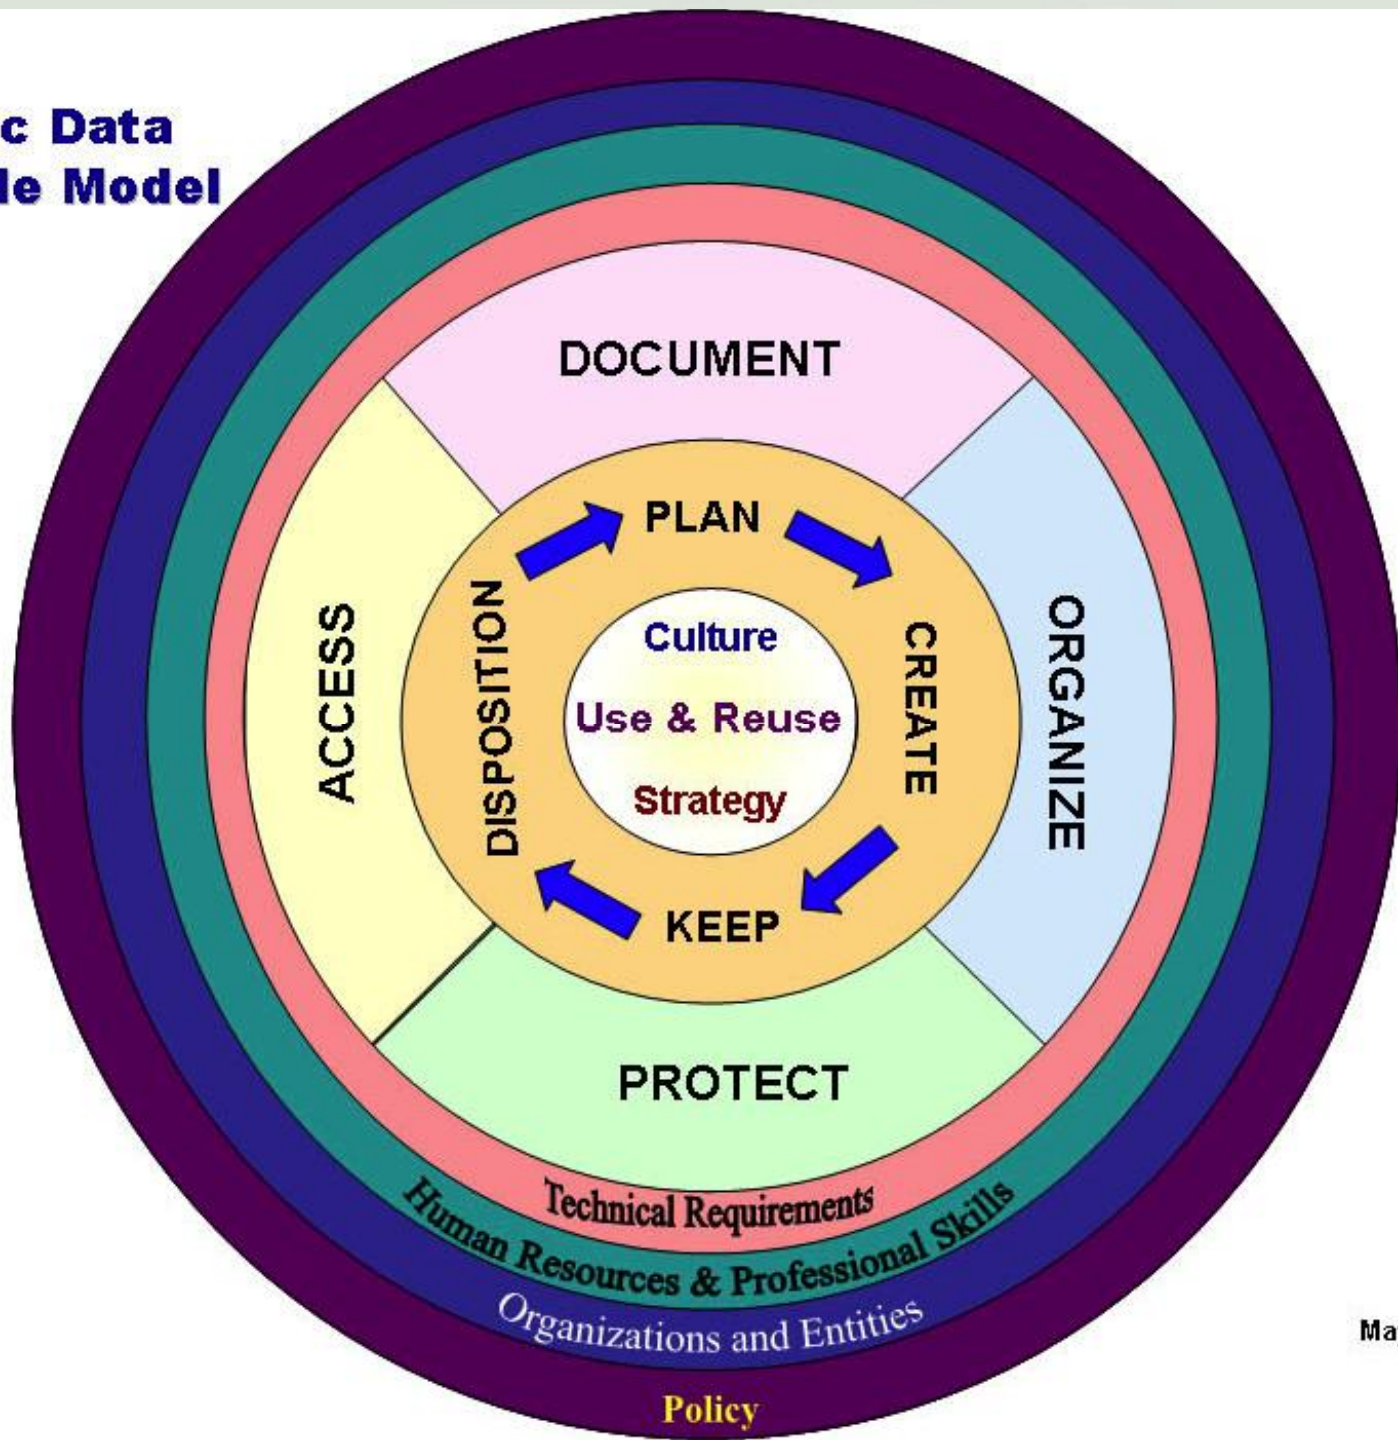 c Data
le Model
DOCUMENT
PLAN
CREATE
KEEP
DISPOSITION
Culture
Use & Reuse
Strategy
ACCESS
ORGANIZE
PROTECT
Technical Requirements
Human Resources & Professional Skills
Organizations and Entities
Policy
Ma